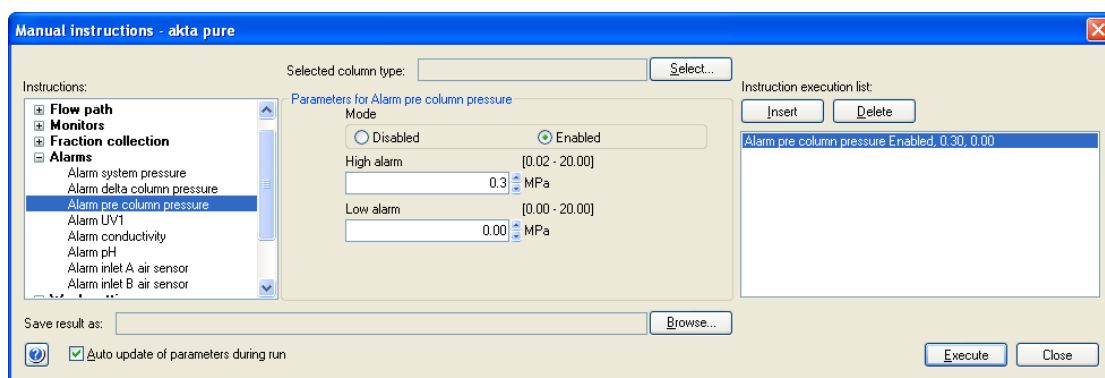 Manual instructions - akta pure
Selected column type:
Select...
Instructions:
Flow path
Monitors
Fraction collection
Alarms
Alarm system pressure
Alarm delta column pressure
Alarm pre column pressure
Alarm UV1
Alarm conductivity
Alarm pH
Alarm inlet A air sensor
Alarm inlet B air sensor
Parameters for Alarm pre column pressure
Mode
Disabled Enabled
High alarm [0.02 - 20.00]
0.3 MPa
Low alarm [0.00 - 20.00]
0.00 MPa
Instruction execution list:
Insert Delete
Alarm pre column pressure Enabled, 0.30, 0.00
Save result as:
Browse...
Auto update of parameters during run
Execute Close